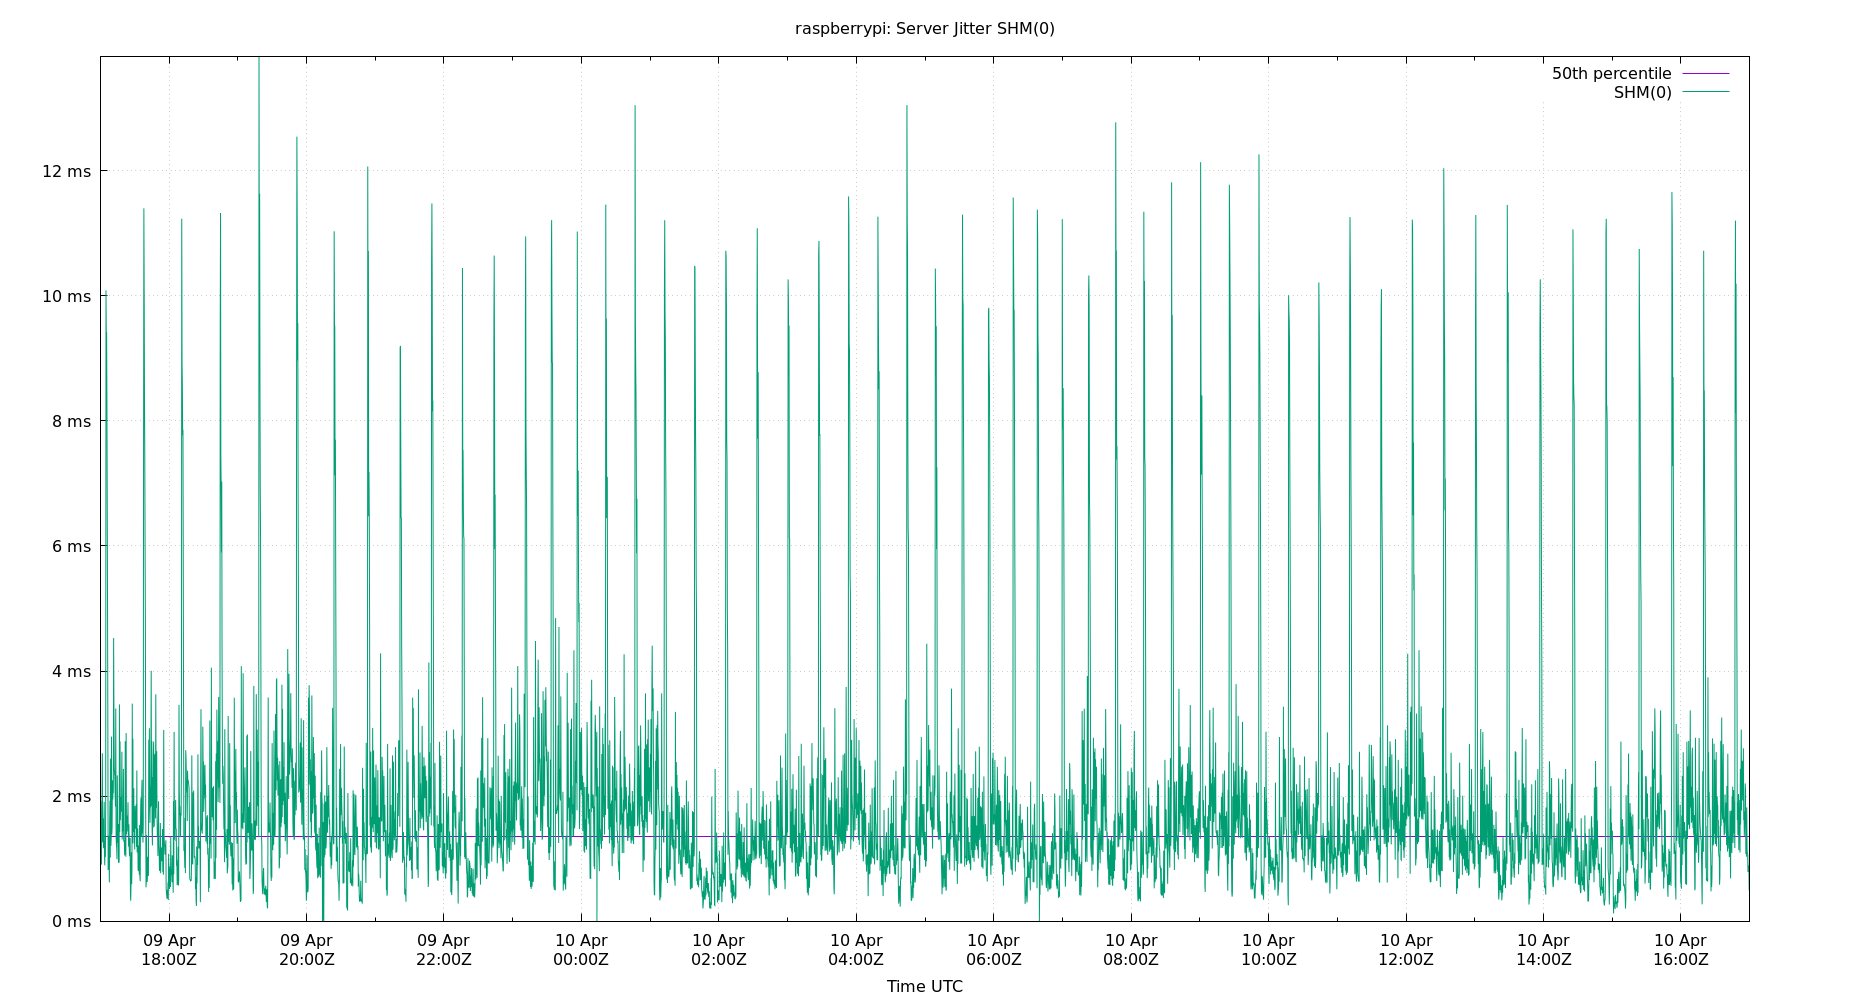 raspberrypi: Server Jitter SHM(0)
50th percentile
SHM(0)
12 ms
10 ms
8 ms
6 ms
4 ms
2 ms
0 ms
09 Apr 09 Apr 09 Apr 10 Apr 10 Apr 10 Apr 10 Apr 10 Apr 10 Apr 10 Apr 10 Apr 10 Apr
18:00Z 20:00Z 22:00Z 00:00Z 02:00Z 04:00Z 06:00Z 08:00Z 10:00Z 12:00Z 14:00Z 16:00Z
Time UTC